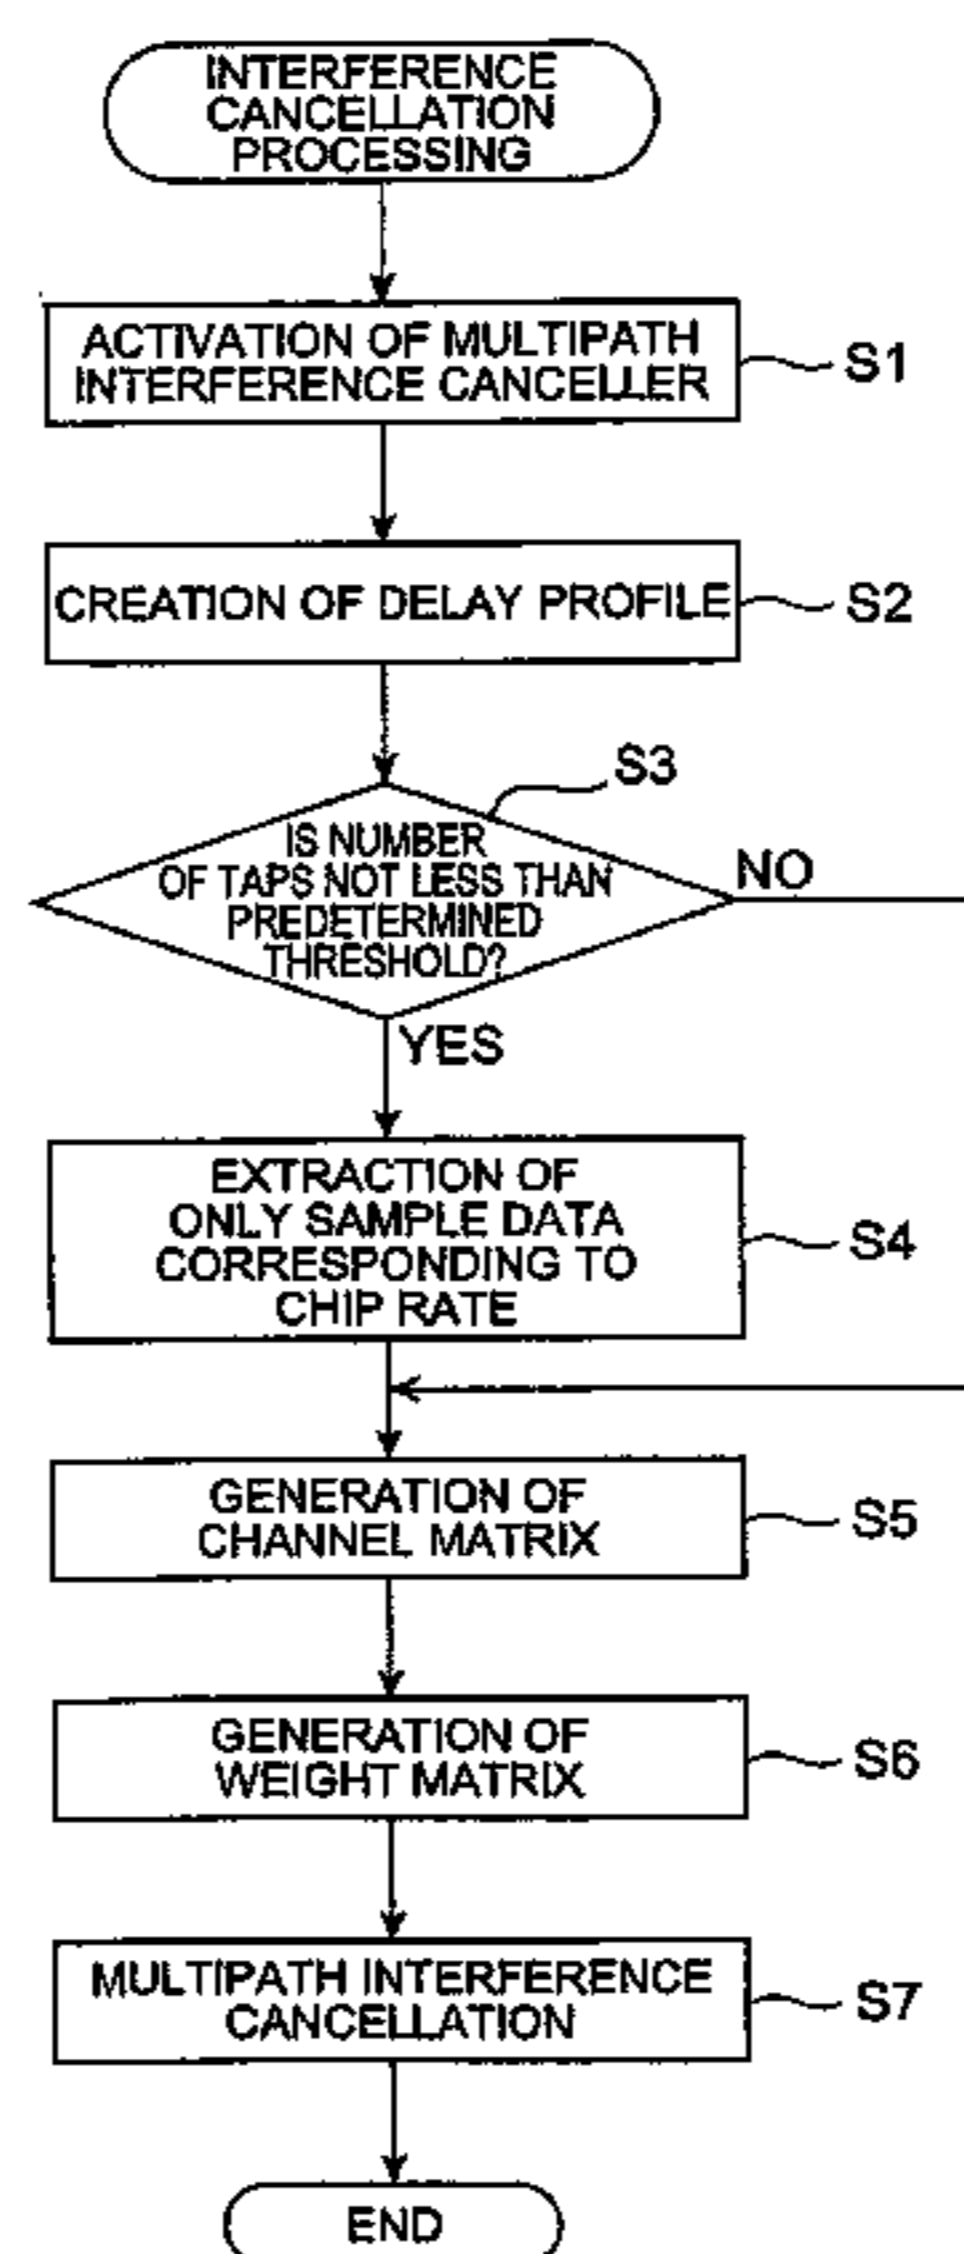 INTERFERENCE
CANCELLATION
PROCESSING
ACTIVATION OF MULTIPATH
INTERFERENCE CANCELLER
S1
CREATION OF DELAY PROFILE
S2
S3
IS NUMBER
OF TAPS NOT LESS THAN
PREDETERMINED
THRESHOLD?
NO
YES
EXTRACTION OF
ONLY SAMPLE DATA
CORRESPONDING TO
CHIP RATE
S4
GENERATION OF
CHANNEL MATRIX
S5
GENERATION OF
WEIGHT MATRIX
S6
MULTIPATH INTERFERENCE
CANCELLATION
S7
END